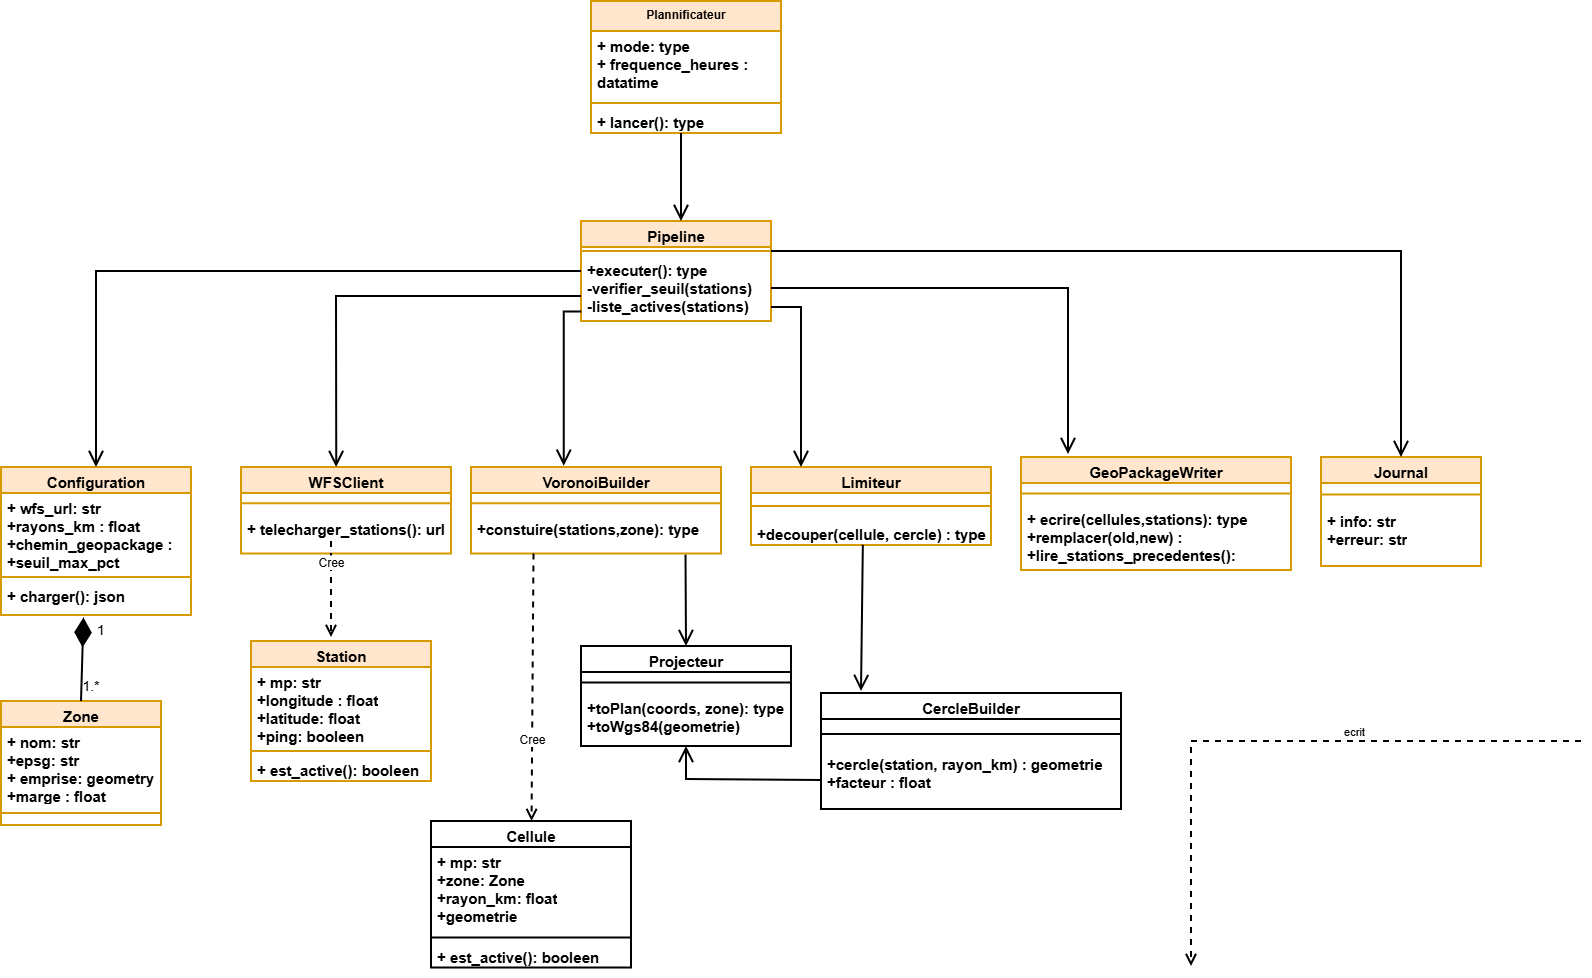 Plannificateur
+ mode: type
+ frequence_heures :
datatime
+ lancer(): type
Pipeline
+executer(): type
-verifier_seuil(stations)
-liste_actives(stations)
Configuration
+ wfs_url: str
+rayons_km : float
+chemin_geopackage :
+seuil_max_pct
+ charger(): json
1
1.*
Zone
+ nom: str
+epsg: str
+ emprise: geometry
+marge : float
WFSClient
+ telecharger_stations(): url
Cree
Station
+ mp: str
+longitude : float
+latitude: float
+ping: booleen
+ est_active(): booleen
VoronoiBuilder
+constuire(stations,zone): type
Cree
Cellule
+ mp: str
+zone: Zone
+rayon_km: float
+geometrie
+ est_active(): booleen
Projecteur
+toPlan(coords, zone): type
+toWgs84(geometrie)
Limiteur
+decouper(cellule, cercle) : type
CercleBuilder
+cercle(station, rayon_km) : geometrie
+facteur : float
GeoPackageWriter
+ ecrire(cellules,stations): type
+remplacer(old,new) :
+lire_stations_precedentes():
Journal
+ info: str
+erreur: str
ecrit